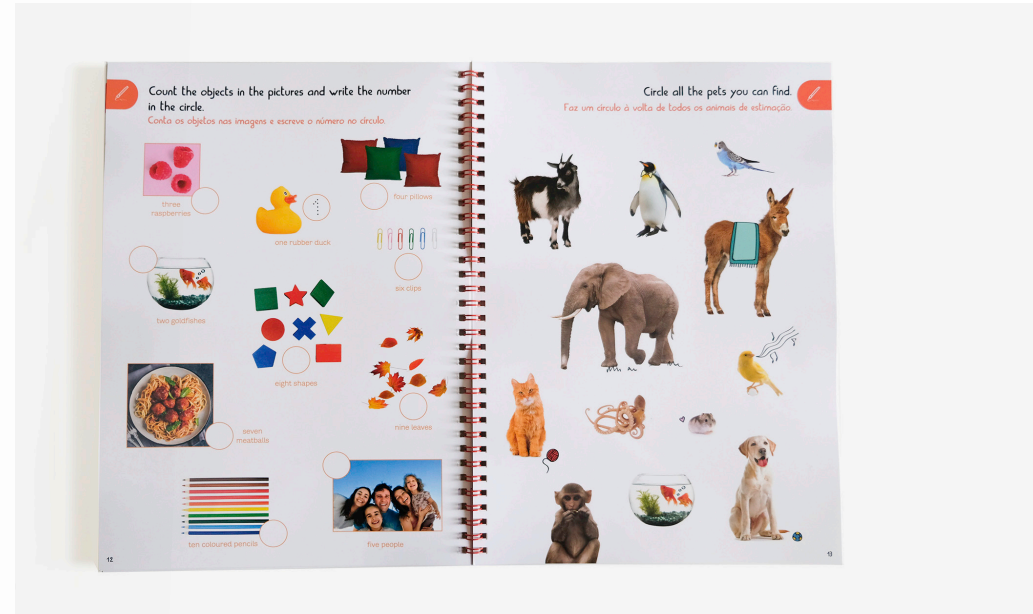 Count the objects in the pictures and write the number
in the circle.
Conta os objetos nas imagens e escreve o número no círculo.
three
raspberries
one rubber duck
four pillows
six clips
two goldfishes
eight shapes
nine leaves
seven
meatballs
ten coloured pencils
five people
12
Circle all the pets you can find.
Faz um círculo à volta de todos os animais de estimação.
13